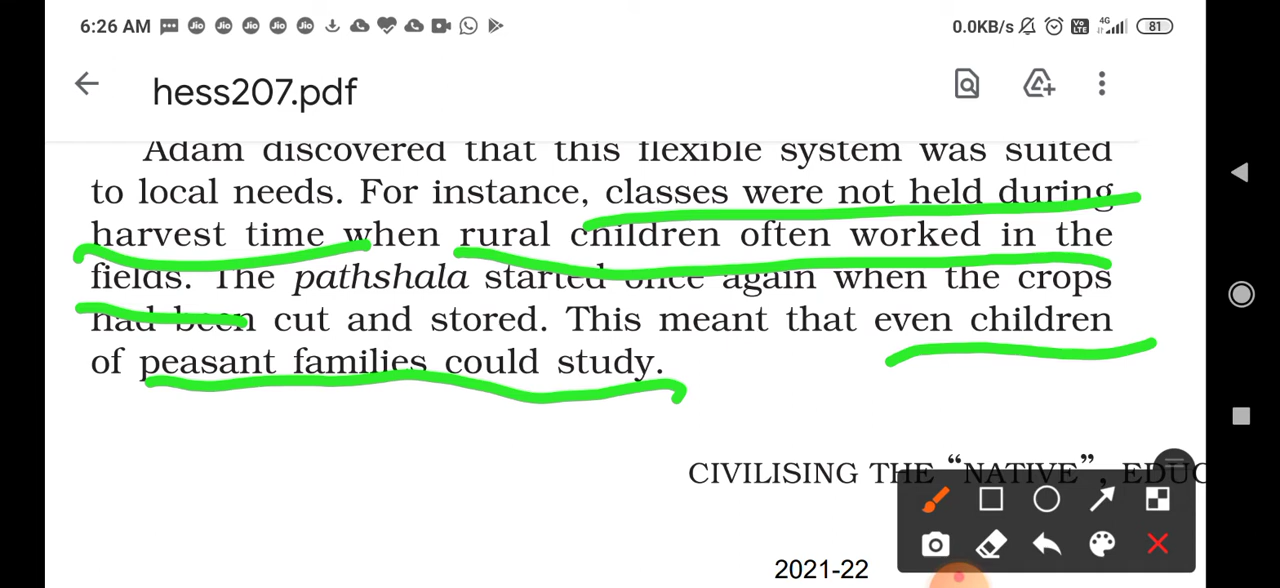 6:26 AM
0.0KB/s
Vo LTE
4G
81
hess207.pdf
Adam discovered that this flexible system was suited
to local needs. For instance, classes were not held during
harvest time when rural children often worked in the
fields. The pathshala started once again when the crops
had been cut and stored. This meant that even children
of peasant families could study.
CIVILISING THE “NATIVE”, EDUC
2021-22